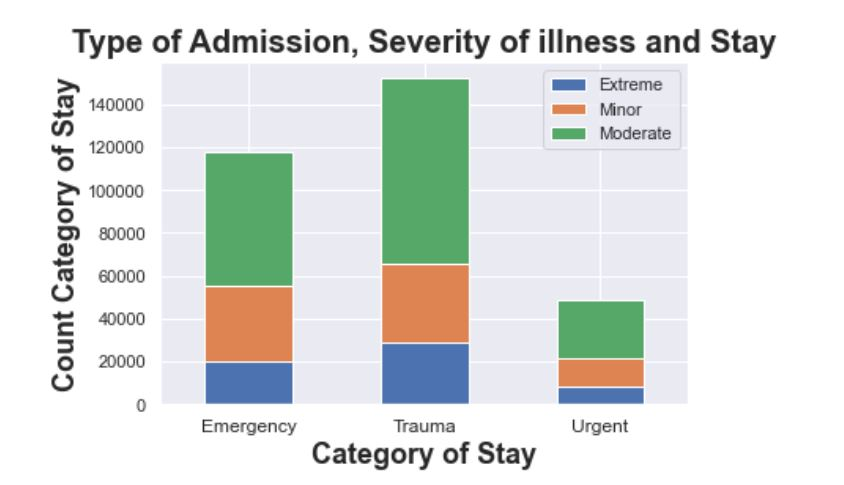 Type of Admission, Severity of illness and Stay
Count Category of Stay
140000
120000
100000
80000
60000
40000
20000
0
Extreme
Minor
Moderate
Emergency
Trauma
Urgent
Category of Stay